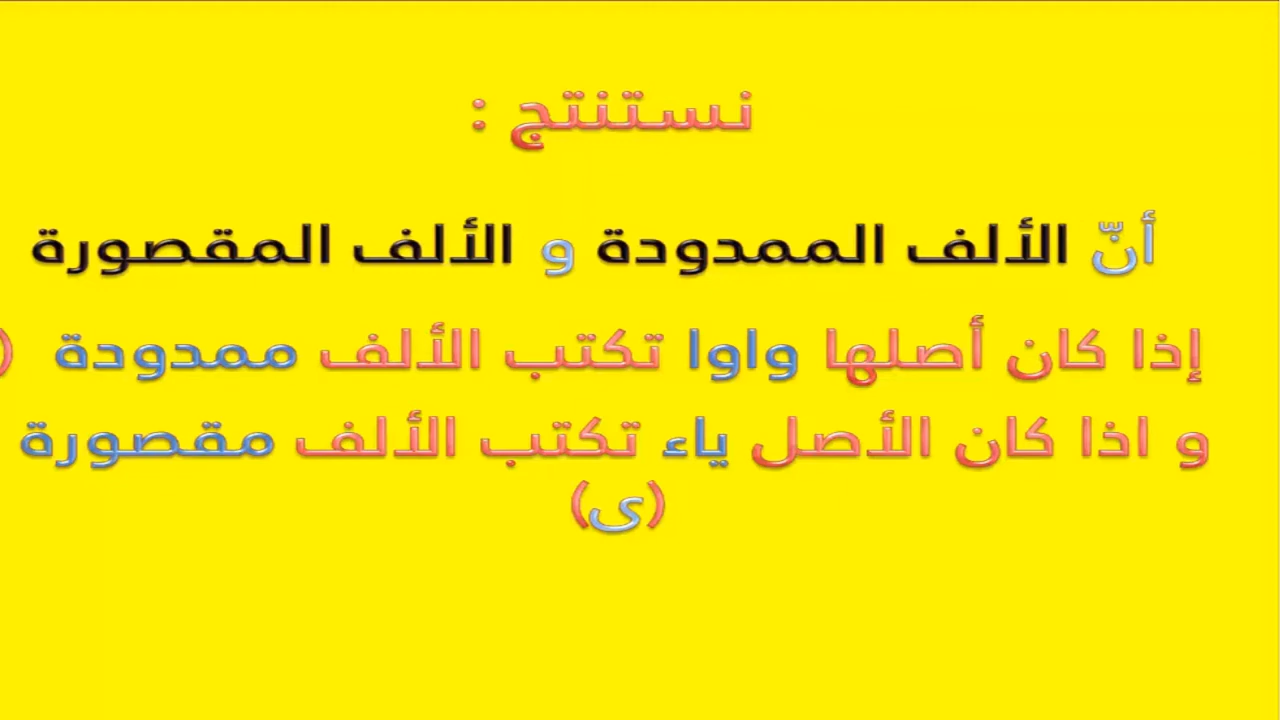 نستنتج :
أنّ الألف الممدودة و الألف المقصورة
إذا كان أصلها واوا تكتب الألف ممدودة (
و اذا كان الأصل ياء تكتب الألف مقصورة
(ى)